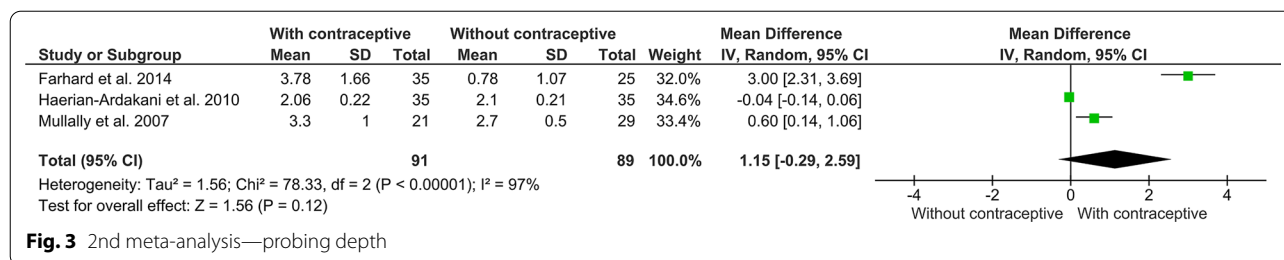 With contraceptive Without contraceptive Mean Difference Mean Difference
Study or Subgroup Mean SD Total Mean SD Total Weight IV, Random, 95% CI IV, Random, 95% CI
Farhard et al. 2014 3.78 1.66 35 0.78 1.07 25 32.0% 3.00 [2.31, 3.69]
Haerian-Ardakani et al. 2010 2.06 0.22 35 2.1 0.21 35 34.6% -0.04 [-0.14, 0.06]
Mullally et al. 2007 3.3 1 21 2.7 0.5 29 33.4% 0.60 [0.14, 1.06]
Total (95% CI) 91 89 100.0% 1.15 [-0.29, 2.59]
Heterogeneity: Tau² = 1.56; Chi² = 78.33, df = 2 (P < 0.00001); I² = 97%
Test for overall effect: Z = 1.56 (P = 0.12)
-4 -2 0 2 4
Without contraceptive With contraceptive
Fig. 3 2nd meta-analysis—probing depth